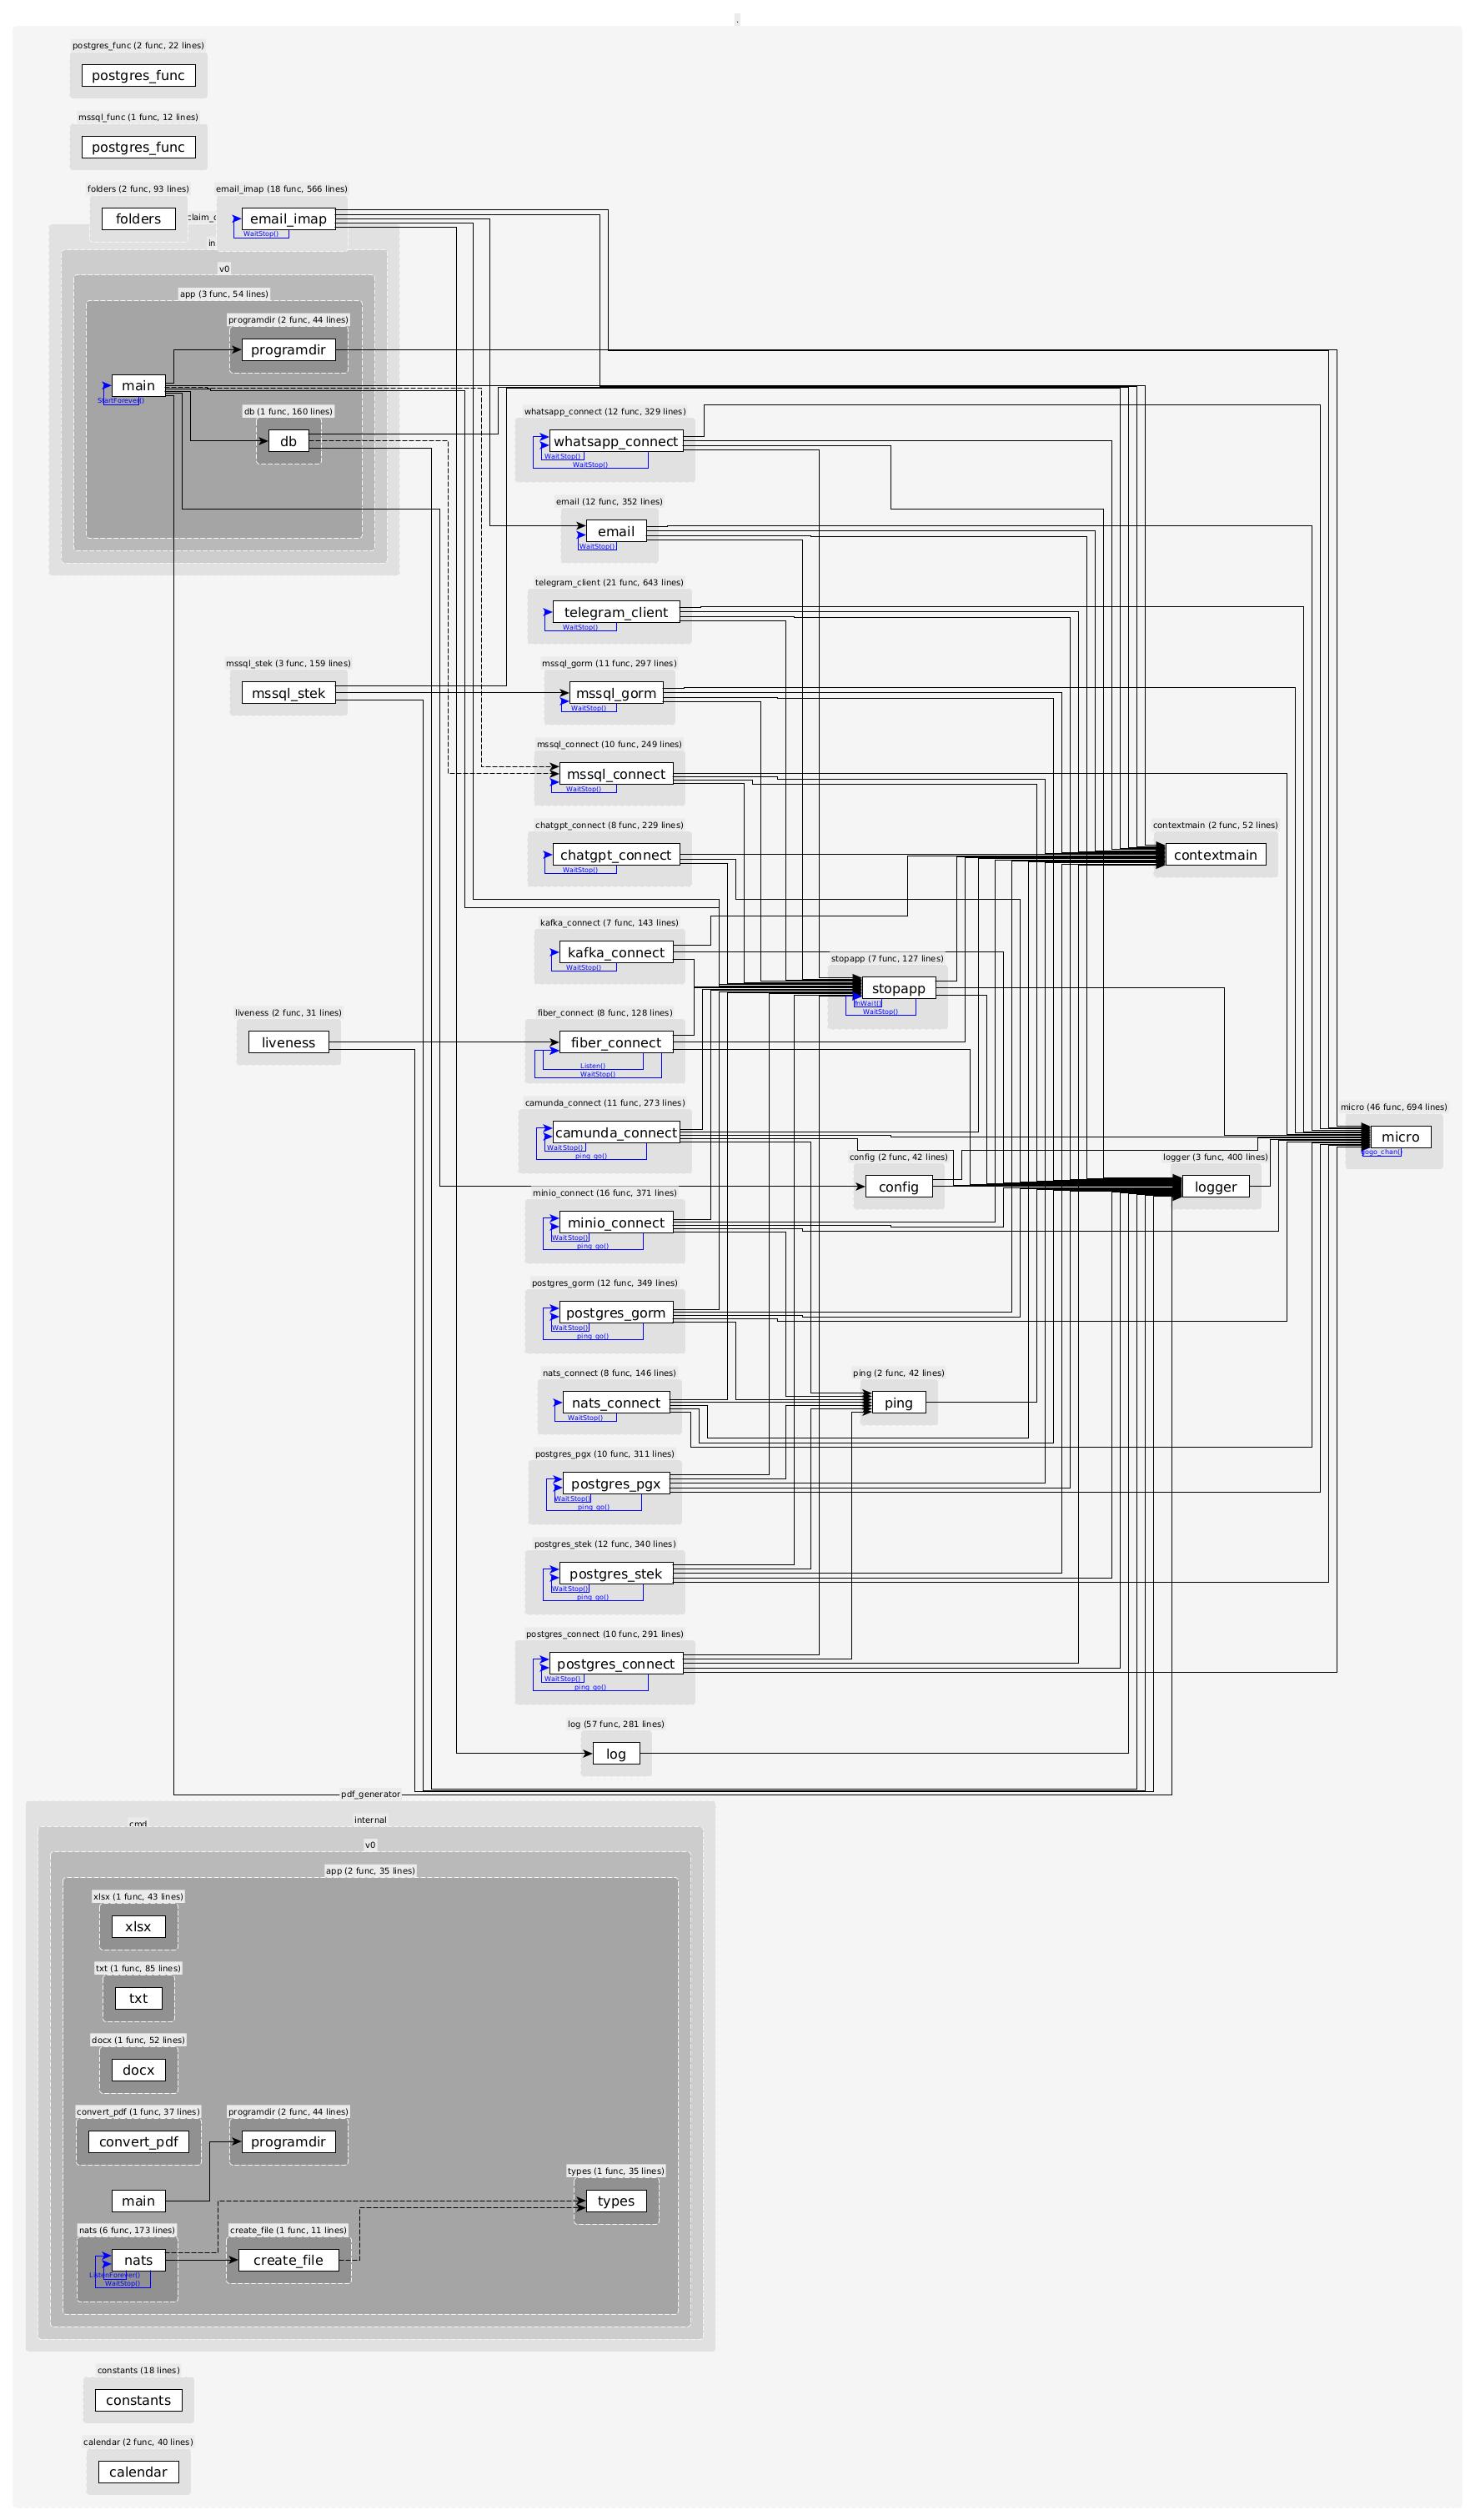 .
postgres_func (2 func, 22 lines)
postgres_func
mssql_func (1 func, 12 lines)
postgres_func
folders (2 func, 93 lines)
folders
email_imap (18 func, 566 lines)
email_imap
WaitStop()
v0
app (3 func, 54 lines)
programdir (2 func, 44 lines)
programdir
main
StartForever()
db (1 func, 160 lines)
db
whatsapp_connect (12 func, 329 lines)
whatsapp_connect
WaitStop()
WaitStop()
email (12 func, 352 lines)
email
WaitStop()
telegram_client (21 func, 643 lines)
telegram_client
WaitStop()
mssql_stek (3 func, 159 lines)
mssql_stek
mssql_gorm (11 func, 297 lines)
mssql_gorm
WaitStop()
mssql_connect (10 func, 249 lines)
mssql_connect
WaitStop()
chatgpt_connect (8 func, 229 lines)
chatgpt_connect
WaitStop()
contextmain (2 func, 52 lines)
contextmain
kafka_connect (7 func, 143 lines)
kafka_connect
WaitStop()
stopapp (7 func, 127 lines)
stopapp
fnWait()
WaitStop()
liveness (2 func, 31 lines)
liveness
fiber_connect (8 func, 128 lines)
fiber_connect
Listen()
WaitStop()
camunda_connect (11 func, 273 lines)
camunda_connect
WaitStop()
ping_go()
micro (46 func, 694 lines)
micro
gogo_chan()
config (2 func, 42 lines)
config
logger (3 func, 400 lines)
logger
minio_connect (16 func, 371 lines)
minio_connect
WaitStop()
ping_go()
postgres_gorm (12 func, 349 lines)
postgres_gorm
WaitStop()
ping_go()
nats_connect (8 func, 146 lines)
nats_connect
WaitStop()
ping (2 func, 42 lines)
ping
postgres_pgx (10 func, 311 lines)
postgres_pgx
WaitStop()
ping_go()
postgres_stek (12 func, 340 lines)
postgres_stek
WaitStop()
ping_go()
postgres_connect (10 func, 291 lines)
postgres_connect
WaitStop()
ping_go()
log (57 func, 281 lines)
log
pdf_generator
cmd
internal
v0
app (2 func, 35 lines)
xlsx (1 func, 43 lines)
xlsx
txt (1 func, 85 lines)
txt
docx (1 func, 52 lines)
docx
convert_pdf (1 func, 37 lines)
convert_pdf
programdir (2 func, 44 lines)
programdir
main
types (1 func, 35 lines)
types
nats (6 func, 173 lines)
nats
ListenForever()
WaitStop()
create_file (1 func, 11 lines)
create_file
constants (18 lines)
constants
calendar (2 func, 40 lines)
calendar